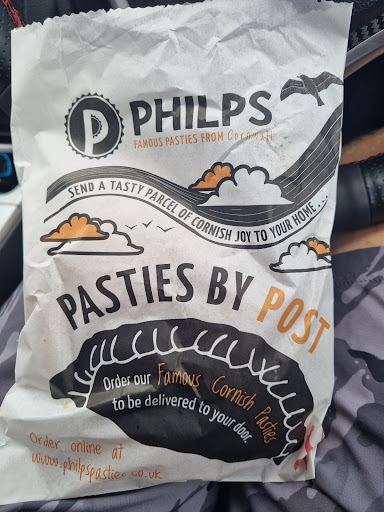 P PHILPS
FAMOUS PASTIES FROM Cornwall
SEND A TASTY PARCEL OF CORNISH JOY TO YOUR HOME...
PASTIES BY POST
Order our Famous Cornish Pasties
to be delivered to your door.
Order online at
www.philpspasties.co.uk